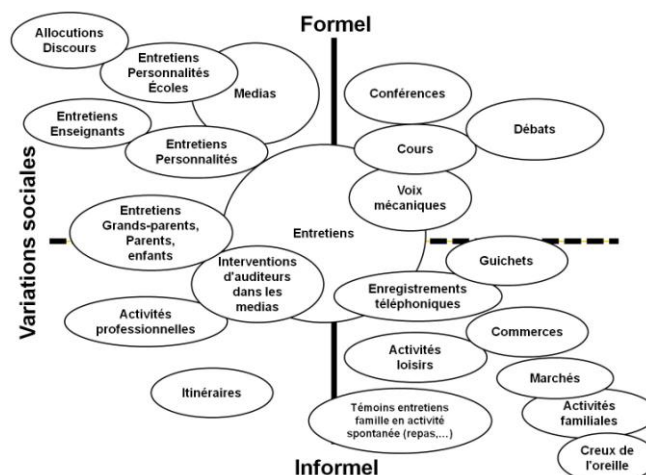 Formel
Allocutions
Discours
Entretiens
Personnalités
Écoles
Medias
Conférences
Entretiens
Enseignants
Débats
Entretiens
Personnalités
Cours
Voix
mécaniques
Variations sociales
Entretiens
Grands-parents,
Parents,
enfants
Entretiens
Guichets
Interventions
d'auditeurs
dans les
medias
Enregistrements
téléphoniques
Activités
professionnelles
Commerces
Activités
loisirs
Marchés
Itinéraires
Témoins entretiens
famille en activité
spontanée (repas,...)
Activités
familiales
Creux de
l'oreille
Informel